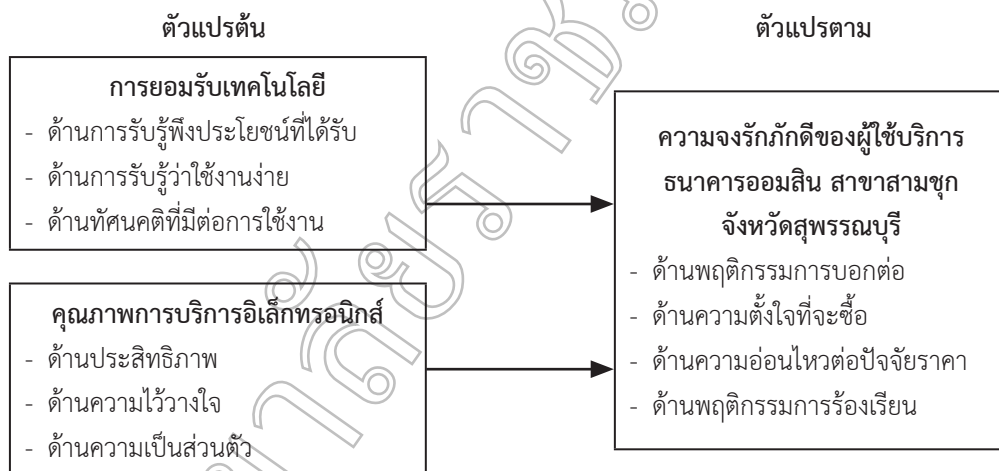 ตัวแปรต้น
การยอมรับเทคโนโลยี
- ด้านการรับรู้พึงประโยชน์ที่ได้รับ
- ด้านการรับรู้ว่าใช้งานง่าย
- ด้านทัศนคติที่มีต่อการใช้งาน
คุณภาพการบริการอิเล็กทรอนิกส์
- ด้านประสิทธิภาพ
- ด้านความไว้วางใจ
- ด้านความเป็นส่วนตัว
ตัวแปรตาม
ความจงรักภักดีของผู้ใช้บริการ
ธนาคารออมสิน สาขาสามชุก
จังหวัดสุพรรณบุรี
- ด้านพฤติกรรมการบอกต่อ
- ด้านความตั้งใจที่จะซื้อ
- ด้านความอ่อนไหวต่อปัจจัยราคา
- ด้านพฤติกรรมการร้องเรียน